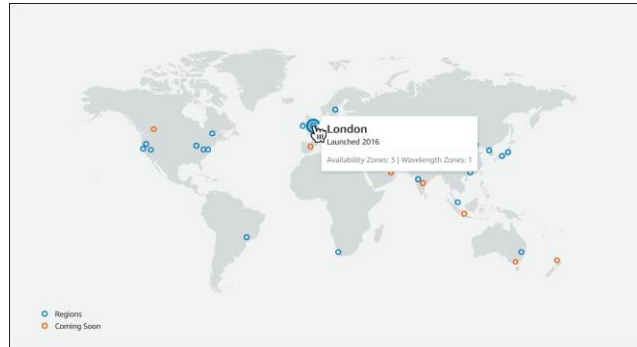 London
Launched 2016
Availability Zones: 3 | Wavelength Zones: 1
Regions
Coming Soon